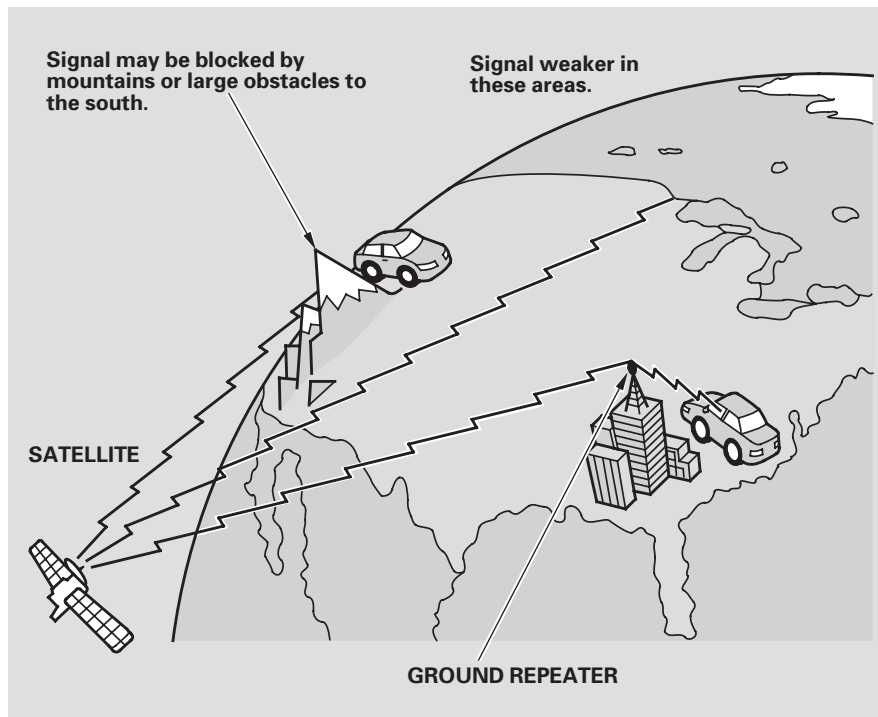 Signal may be blocked by
mountains or large obstacles to
the south.
Signal weaker in
these areas.
SATELLITE
GROUND REPEATER